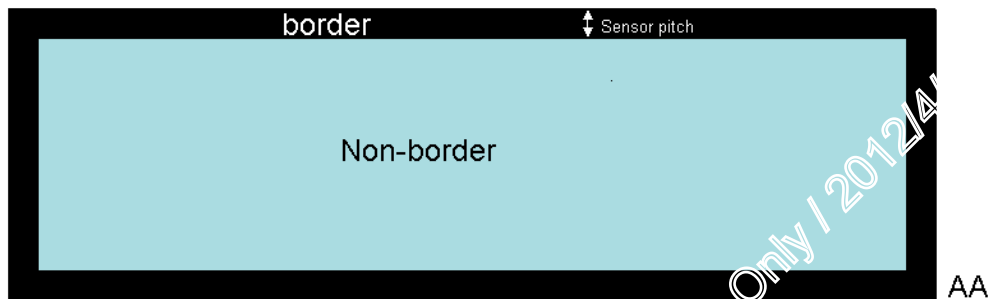 border
Sensor pitch
Non-border
Only / 2012/4/
AA